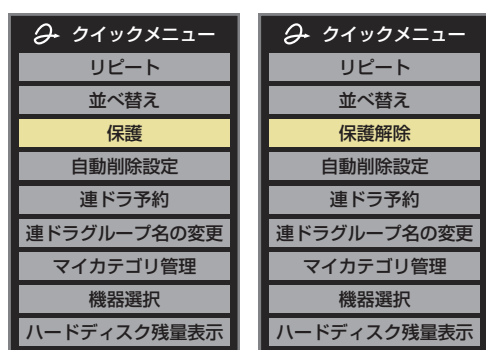 クイックメニュー
リピート
並べ替え
保護
自動削除設定
連ドラ予約
連ドラグループ名の変更
マイカテゴリ管理
機器選択
ハードディスク残量表示
クイックメニュー
リピート
並べ替え
保護解除
自動削除設定
連ドラ予約
連ドラグループ名の変更
マイカテゴリ管理
機器選択
ハードディスク残量表示